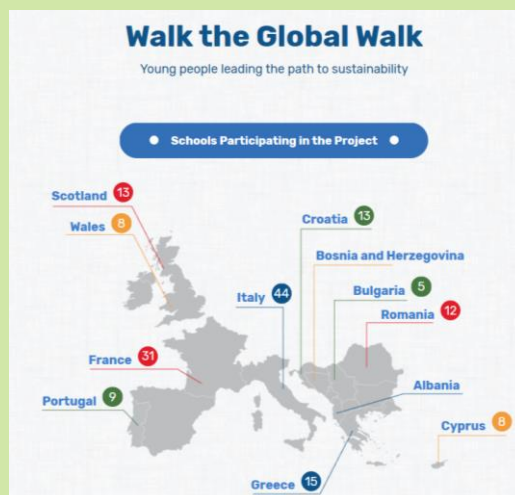 Walk the Global Walk
Young people leading the path to sustainability
Schools Participating in the Project
Scotland 13
Wales 8
Croatia 13
Bosnia and Herzegovina
Italy 44
Bulgaria 5
Romania 12
France 31
Albania
Portugal 9
Cyprus 8
Greece 15